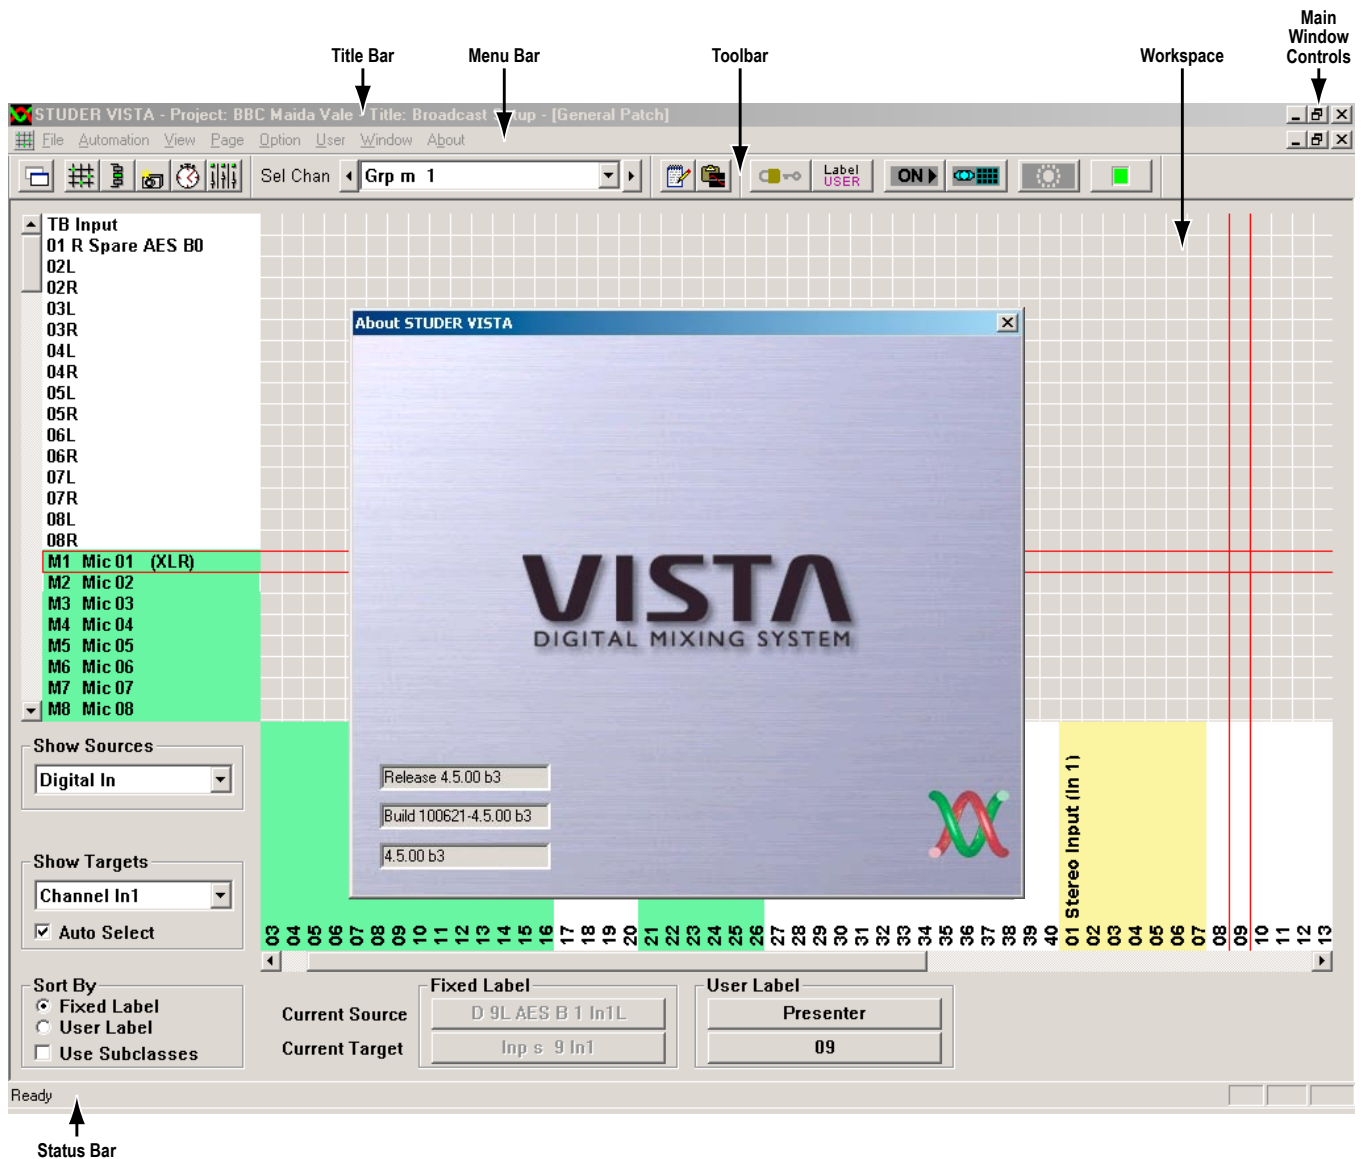 Main
Window
Controls
Title Bar
Menu Bar
Toolbar
Workspace
STUDER VISTA - Project: BBC Maida Vale - Title: Broadcast Setup - [General Patch]
File Automation View Page Option User Window About
Sel Chan Grp m 1
Label
USER
ON
TB Input
01 R Spare AES B0
02L
02R
03L
03R
04L
04R
05L
05R
06L
06R
07L
07R
08L
08R
M1 Mic 01 (XLR)
M2 Mic 02
M3 Mic 03
M4 Mic 04
M5 Mic 05
M6 Mic 06
M7 Mic 07
M8 Mic 08
About STUDER VISTA
VISTA
DIGITAL MIXING SYSTEM
Release 4.5.00 b3
Build 100621-4.5.00 b3
4.5.00 b3
Show Sources
Digital In
Show Targets
Channel In1
Auto Select
03 04 05 06 07 08 09 10 11 12 13 14 15 16 17 18 19 20 21 22 23 24 25 26 27 28 29 30 31 32 33 34 35 36 37 38 39 40 01 Stereo Input (In 1) 02 03 04 05 06 07 08 09 10 11 12 13
Sort By
Fixed Label
User Label
Use Subclasses
Fixed Label
User Label
Current Source
D 9L AES B 1 In1L
Presenter
Current Target
Inp s 9 In1
09
Ready
Status Bar